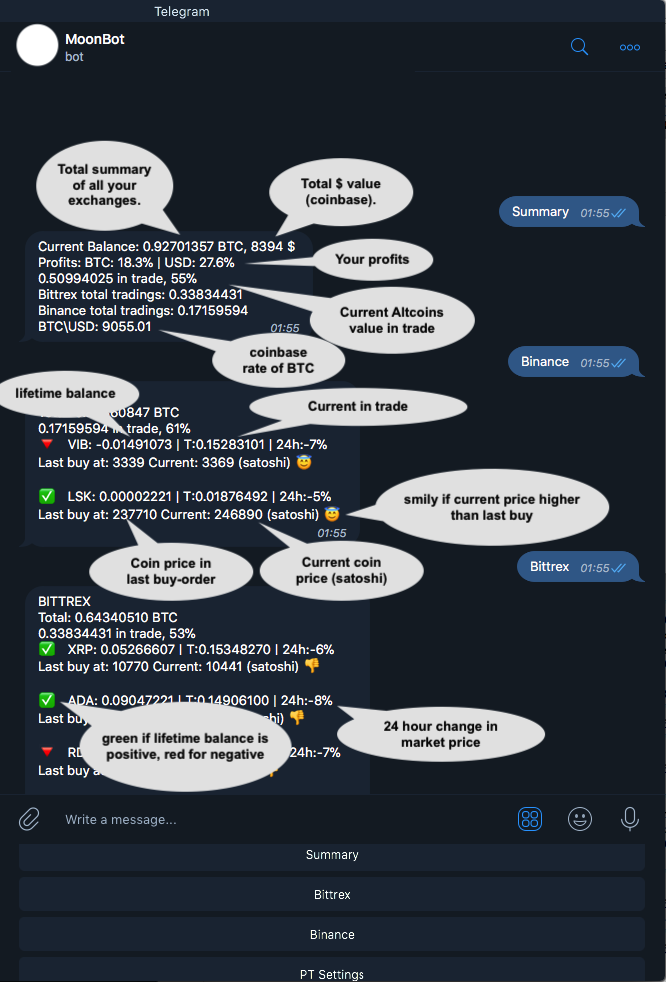 Telegram
MoonBot
bot
Total summary
of all your
exchanges.
Total $ value
(coinbase).
Summary 01:55
Current Balance: 0.92701357 BTC, 8394 $
Profits: BTC: 18.3% | USD: 27.6%
0.50994025 in trade, 55%
Bittrex total tradings: 0.33834431
Binance total tradings: 0.17159594
BTC\USD: 9055.01
01:55
Your profits
Current Altcoins
value in trade
coinbase
rate of BTC
Binance 01:55
lifetime balance
Current in trade
60847 BTC
0.17159594 in trade, 61%
VIB: -0.01491073 | T:0.15283101 | 24h:-7%
Last buy at: 3339 Current: 3369 (satoshi) 😇
✅ LSK: 0.00002221 | T:0.01876492 | 24h:-5%
Last buy at: 237710 Current: 246890 (satoshi) 😇
01:55
smily if current price higher
than last buy
Coin price in
last buy-order
Current coin
price (satoshi)
Bittrex 01:55
BITTREX
Total: 0.64340510 BTC
0.33834431 in trade, 53%
✅ XRP: 0.05266607 | T:0.15348270 | 24h:-6%
Last buy at: 10770 Current: 10441 (satoshi) 👎
✅ ADA: 0.09047221 | T:0.14906100 | 24h:-8%
Last buy
hi) 👎
green if lifetime balance is
positive, red for negative
24 hour change in
market price
24h:-7%
Last buy a
Write a message...
Summary
Bittrex
Binance
PT Settings